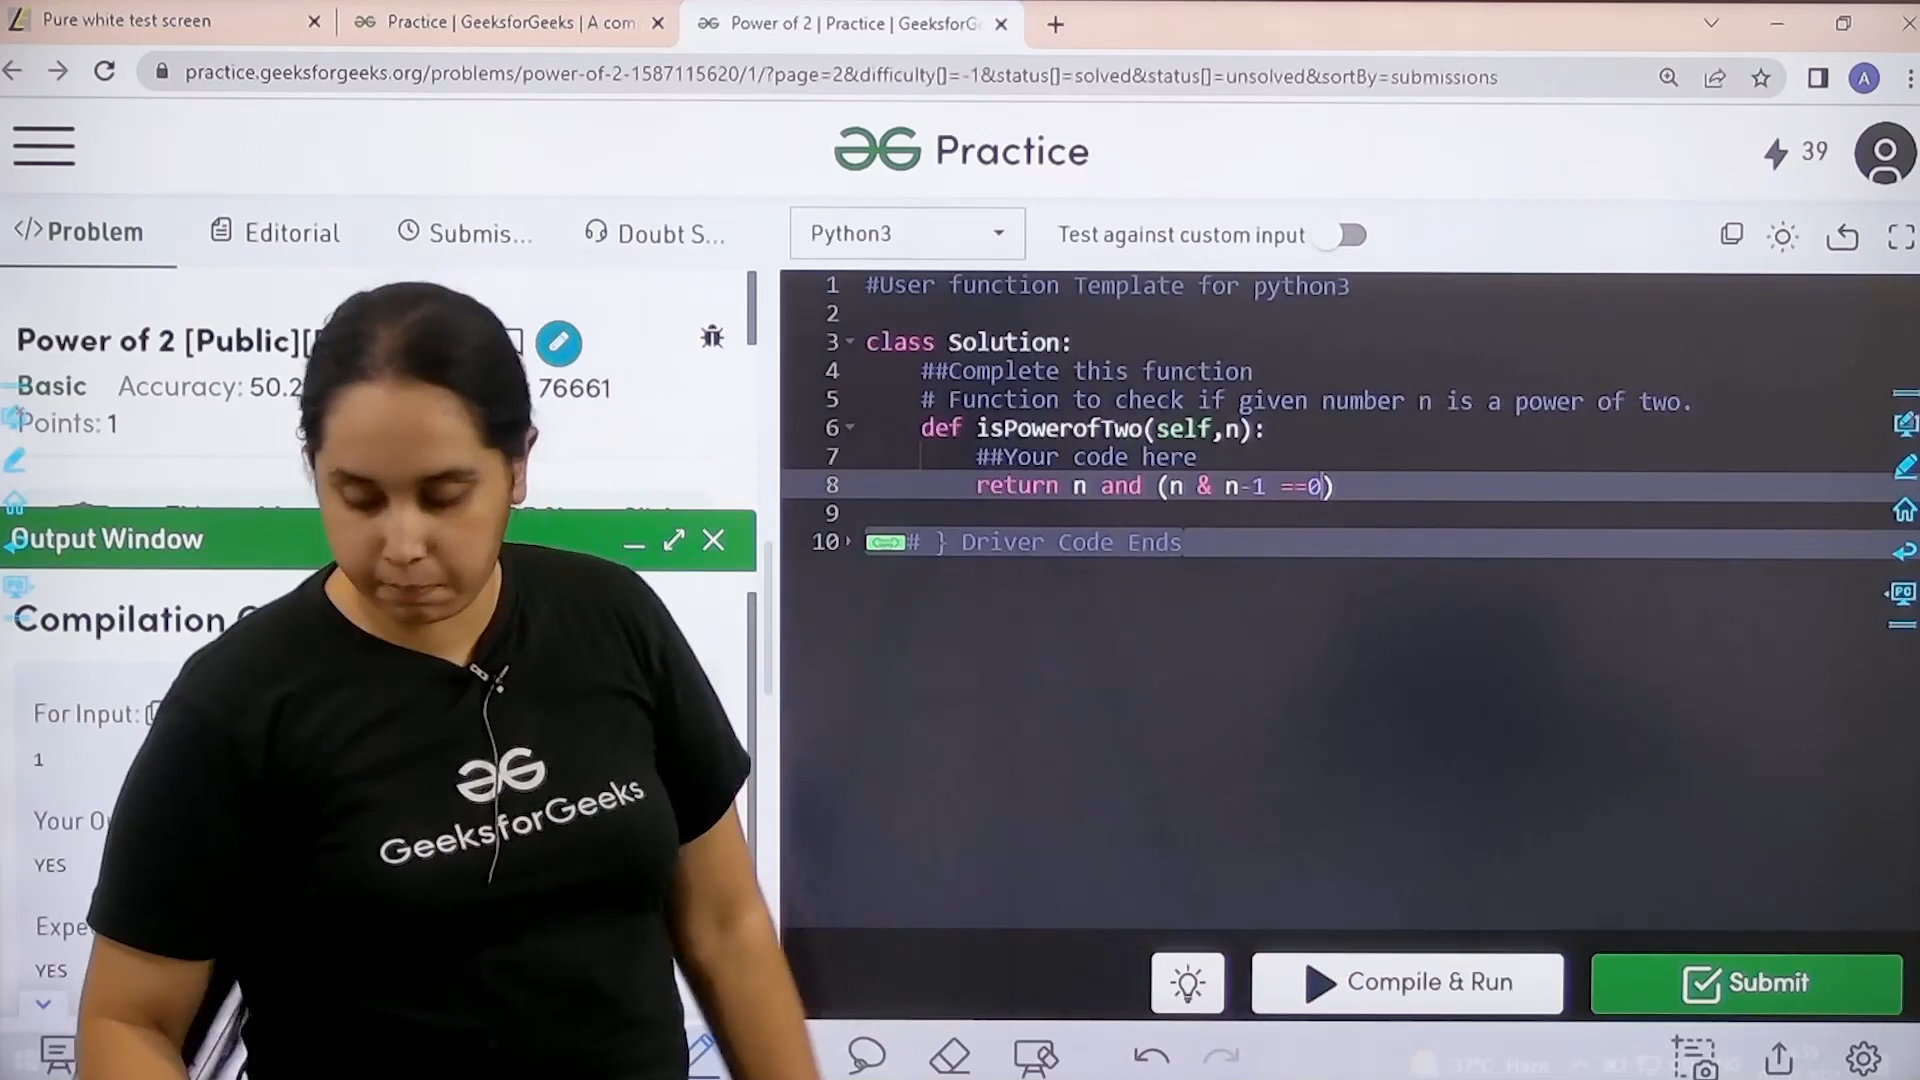 Pure white test screen
Practice | GeeksforGeeks | A com
Power of 2 | Practice | GeeksforG
practice.geeksforgeeks.org/problems/power-of-2-1587115620/1/?page=2&difficulty[]=-1&status[]=solved&status[]=unsolved&sortBy=submissions
A
Practice
39
</> Problem
Editorial
Submis...
Doubt S...
Python3
Test against custom input
Power of 2 [Public][
Basic Accuracy: 50.2
76661
Points: 1
Output Window
Compilation
For Input:
1
Your O
YES
Expe
YES
1 #User function Template for python3
2
3 class Solution:
4 ##Complete this function
5 # Function to check if given number n is a power of two.
6 def isPowerofTwo(self,n):
7 ##Your code here
8 return n and (n & n-1 ==0)
9
10 # } Driver Code Ends
GeeksforGeeks
Compile & Run
Submit
37°C Haze